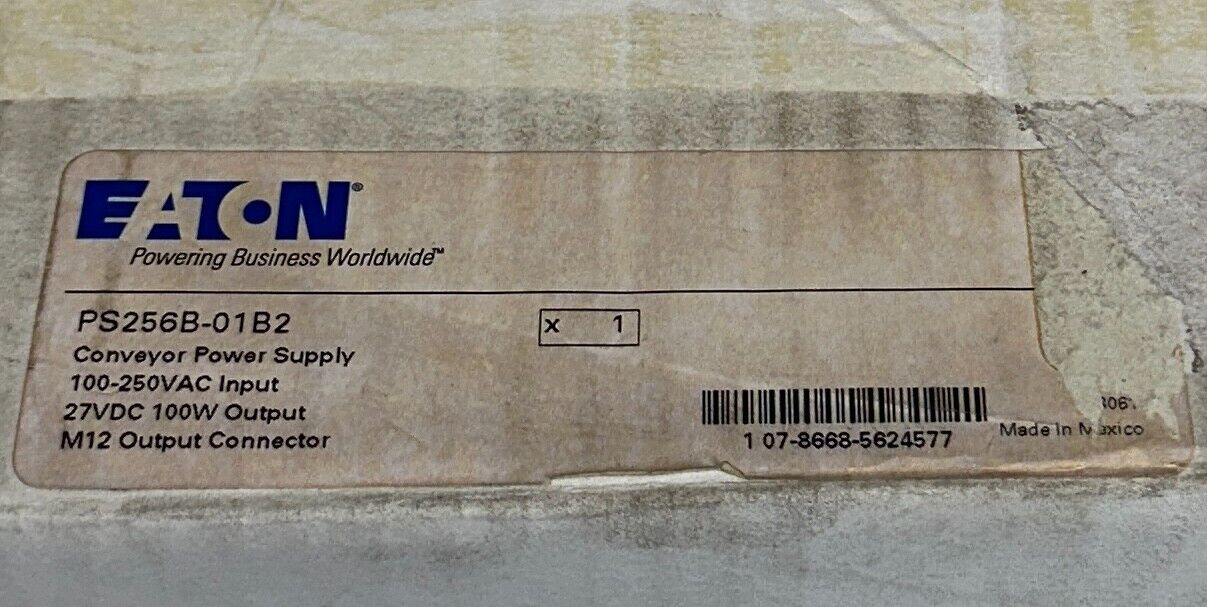 EATON®
Powering Business Worldwide™
PS256B-01B2
x 1
Conveyor Power Supply
100-250VAC Input
27VDC 100W Output
M12 Output Connector
1 07-8668-5624577
Made In Mexico